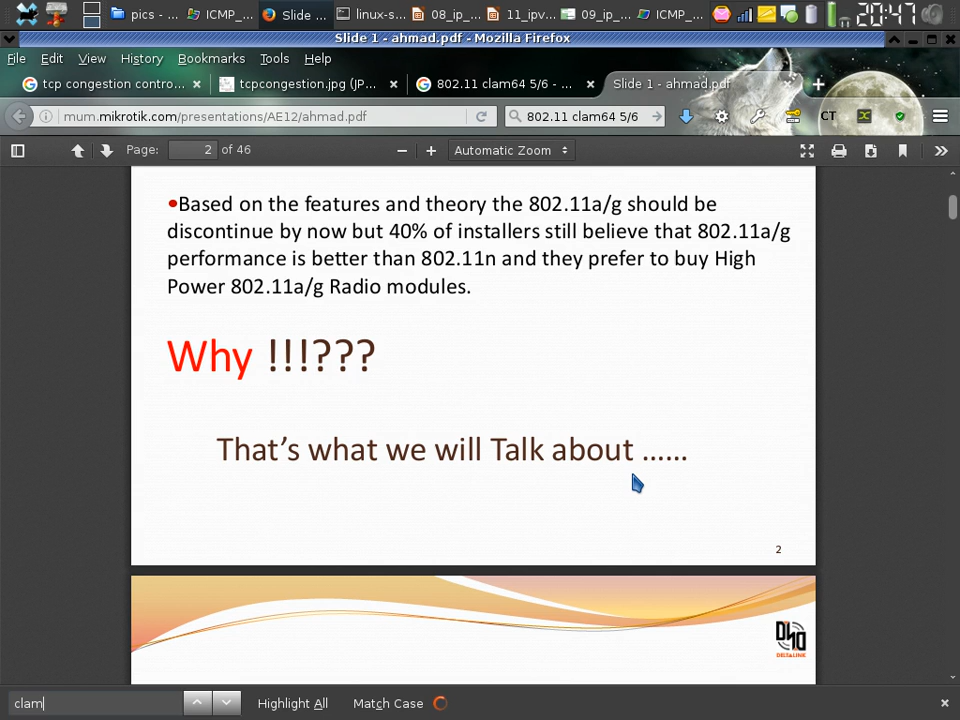 pics - ...
ICMP_...
Slide ...
linux-s...
08_ip_...
11_ipv...
09_ip_...
ICMP_...
20:47
Slide 1 - ahmad.pdf - Mozilla Firefox
File Edit View History Bookmarks Tools Help
tcp congestion contro...
tcpcongestion.jpg (JP...
802.11 clam64 5/6 - ...
Slide 1 - ahmad.pdf
mum.mikrotik.com/presentations/AE12/ahmad.pdf
802.11 clam64 5/6
CT
Page: 2 of 46
Automatic Zoom
•Based on the features and theory the 802.11a/g should be
discontinue by now but 40% of installers still believe that 802.11a/g
performance is better than 802.11n and they prefer to buy High
Power 802.11a/g Radio modules.
Why !!!???
That’s what we will Talk about ......
2
DELTALINK
clam
Highlight All
Match Case